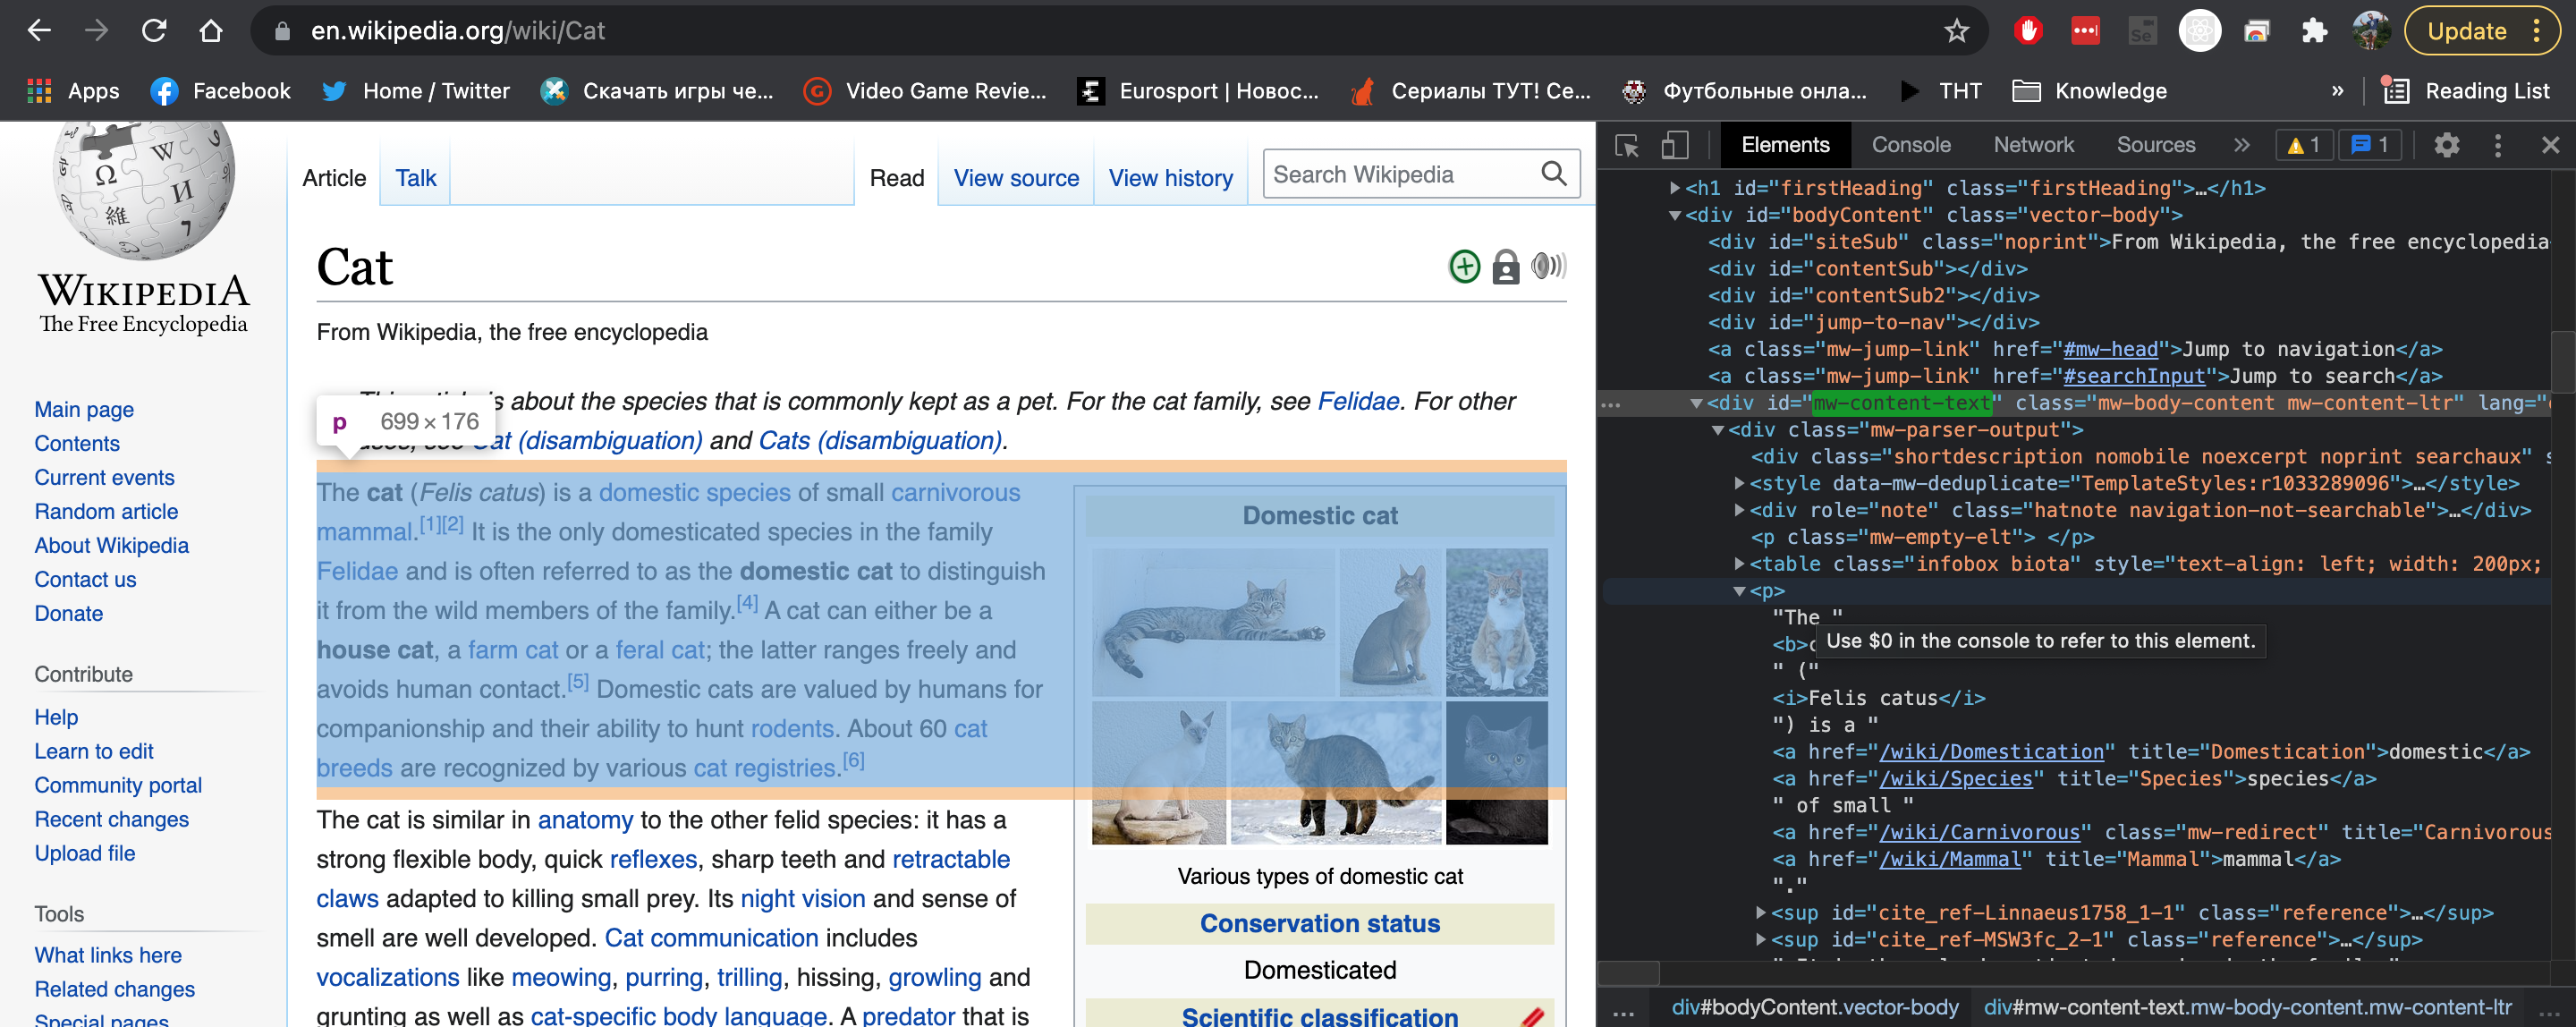 en.wikipedia.org/wiki/Cat
Update
Apps
Facebook
Home / Twitter
Скачать игры че...
Video Game Revie...
Eurosport | Новос...
Сериалы ТУТ! Се...
Футбольные онла...
ТНТ
Knowledge
»
Reading List
WIKIPEDIA
The Free Encyclopedia
Main page
Contents
Current events
Random article
About Wikipedia
Contact us
Donate
Contribute
Help
Learn to edit
Community portal
Recent changes
Upload file
Tools
What links here
Related changes
Special pages
Article
Talk
Read
View source
View history
Search Wikipedia
Cat
From Wikipedia, the free encyclopedia
about the species that is commonly kept as a pet. For the cat family, see Felidae. For other
Cat (disambiguation) and Cats (disambiguation).
p 699 × 176
The cat (Felis catus) is a domestic species of small carnivorous
mammal.[1][2] It is the only domesticated species in the family
Felidae and is often referred to as the domestic cat to distinguish
it from the wild members of the family.[4] A cat can either be a
house cat, a farm cat or a feral cat; the latter ranges freely and
avoids human contact.[5] Domestic cats are valued by humans for
companionship and their ability to hunt rodents. About 60 cat
breeds are recognized by various cat registries.[6]
The cat is similar in anatomy to the other felid species: it has a
strong flexible body, quick reflexes, sharp teeth and retractable
claws adapted to killing small prey. Its night vision and sense of
smell are well developed. Cat communication includes
vocalizations like meowing, purring, trilling, hissing, growling and
grunting as well as cat-specific body language. A predator that is
Domestic cat
Various types of domestic cat
Conservation status
Domesticated
Scientific classification
Elements
Console
Network
Sources
»
1
1
<h1 id="firstHeading" class="firstHeading">…</h1>
<div id="bodyContent" class="vector-body">
<div id="siteSub" class="noprint">From Wikipedia, the free encyclopedia
<div id="contentSub"></div>
<div id="contentSub2"></div>
<div id="jump-to-nav"></div>
<a class="mw-jump-link" href="#mw-head">Jump to navigation</a>
<a class="mw-jump-link" href="#searchInput">Jump to search</a>
<div id="mw-content-text" class="mw-body-content mw-content-ltr" lang="
<div class="mw-parser-output">
<div class="shortdescription nomobile noexcerpt noprint searchaux" s
<style data-mw-deduplicate="TemplateStyles:r1033289096">…</style>
<div role="note" class="hatnote navigation-not-searchable">…</div>
<p class="mw-empty-elt"> </p>
<table class="infobox biota" style="text-align: left; width: 200px;
<p>
"The "
<b>
Use $0 in the console to refer to this element.
" ("
<i>Felis catus</i>
") is a "
<a href="/wiki/Domestication" title="Domestication">domestic</a>
<a href="/wiki/Species" title="Species">species</a>
" of small "
<a href="/wiki/Carnivorous" class="mw-redirect" title="Carnivorous
<a href="/wiki/Mammal" title="Mammal">mammal</a>
"."
<sup id="cite_ref-Linnaeus1758_1-1" class="reference">…</sup>
<sup id="cite_ref-MSW3fc_2-1" class="reference">…</sup>
... div#bodyContent.vector-body div#mw-content-text.mw-body-content.mw-content-ltr ...